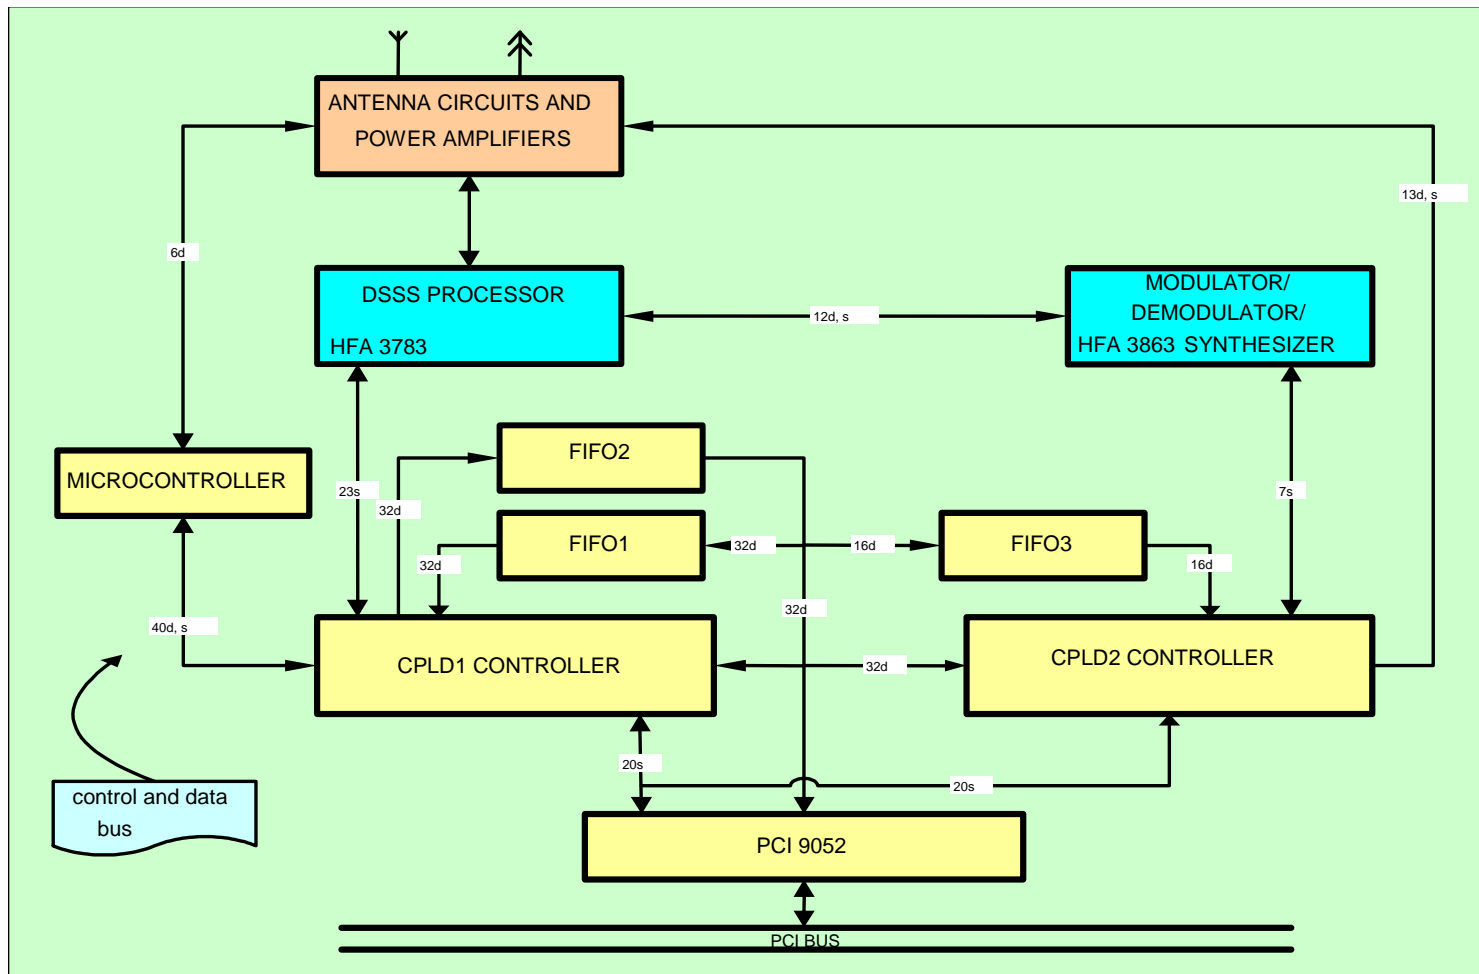 ANTENNA CIRCUITS AND
POWER AMPLIFIERS
13d, s
6d
DSSS PROCESSOR
HFA 3783
12d, s
MODULATOR/
DEMODULATOR/
HFA 3863 SYNTHESIZER
FIFO2
MICROCONTROLLER
23s
32d
7s
FIFO1
32d
16d
FIFO3
32d
16d
32d
40d, s
CPLD1 CONTROLLER
32d
CPLD2 CONTROLLER
20s
20s
control and data
bus
PCI 9052
PCI BUS